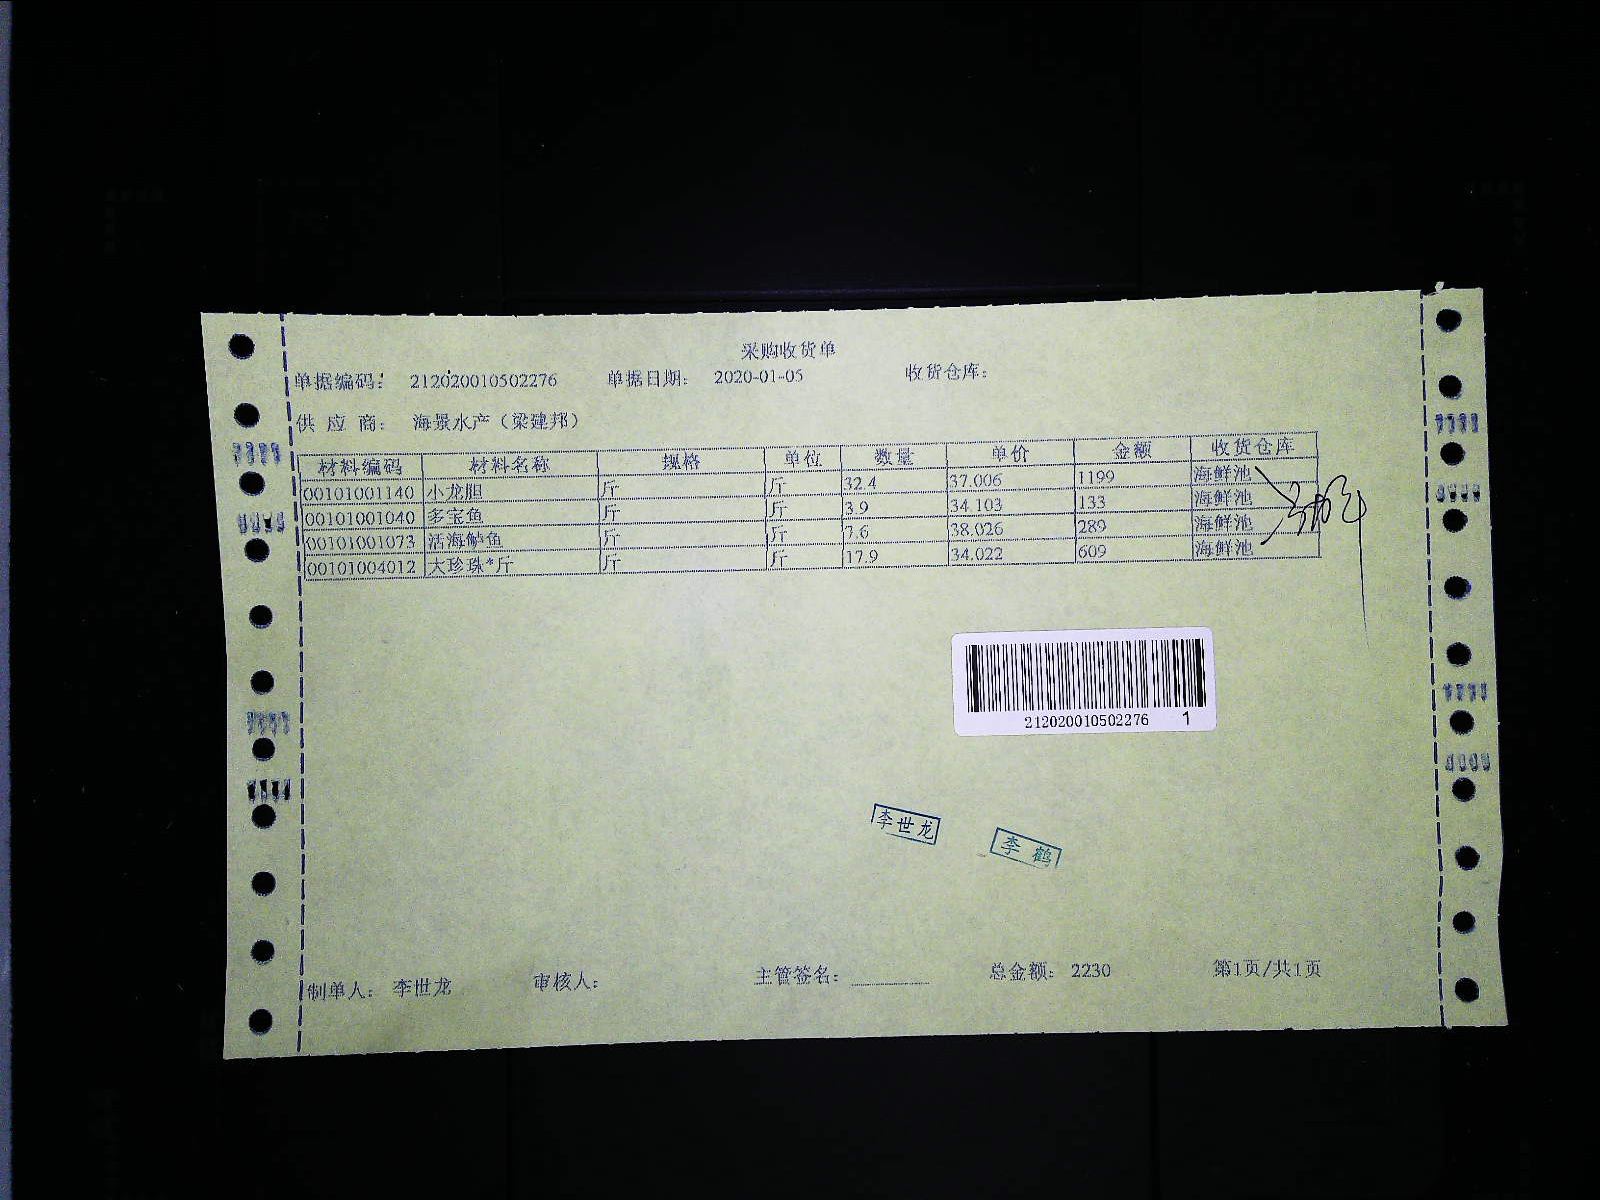 采购收货单
单据编码： 212020010502276 单据日期： 2020-01-05 收货仓库：
供应商： 海景水产（梁建邦）
材料编码 材料名称 规格 单位 数量 单价 金额 收货仓库
00101001140 小龙胆 斤 斤 32.4 37.006 1199 海鲜池
00101001040 多宝鱼 斤 斤 3.9 34.103 133 海鲜池
00101001073 活海鲈鱼 斤 斤 7.6 38.026 289 海鲜池
00101004012 大珍珠*斤 斤 斤 17.9 34.022 609 海鲜池
212020010502276 1
李世龙
李鹤
制单人： 李世龙 审核人： 主管签名： 总金额： 2230 第1页/共1页